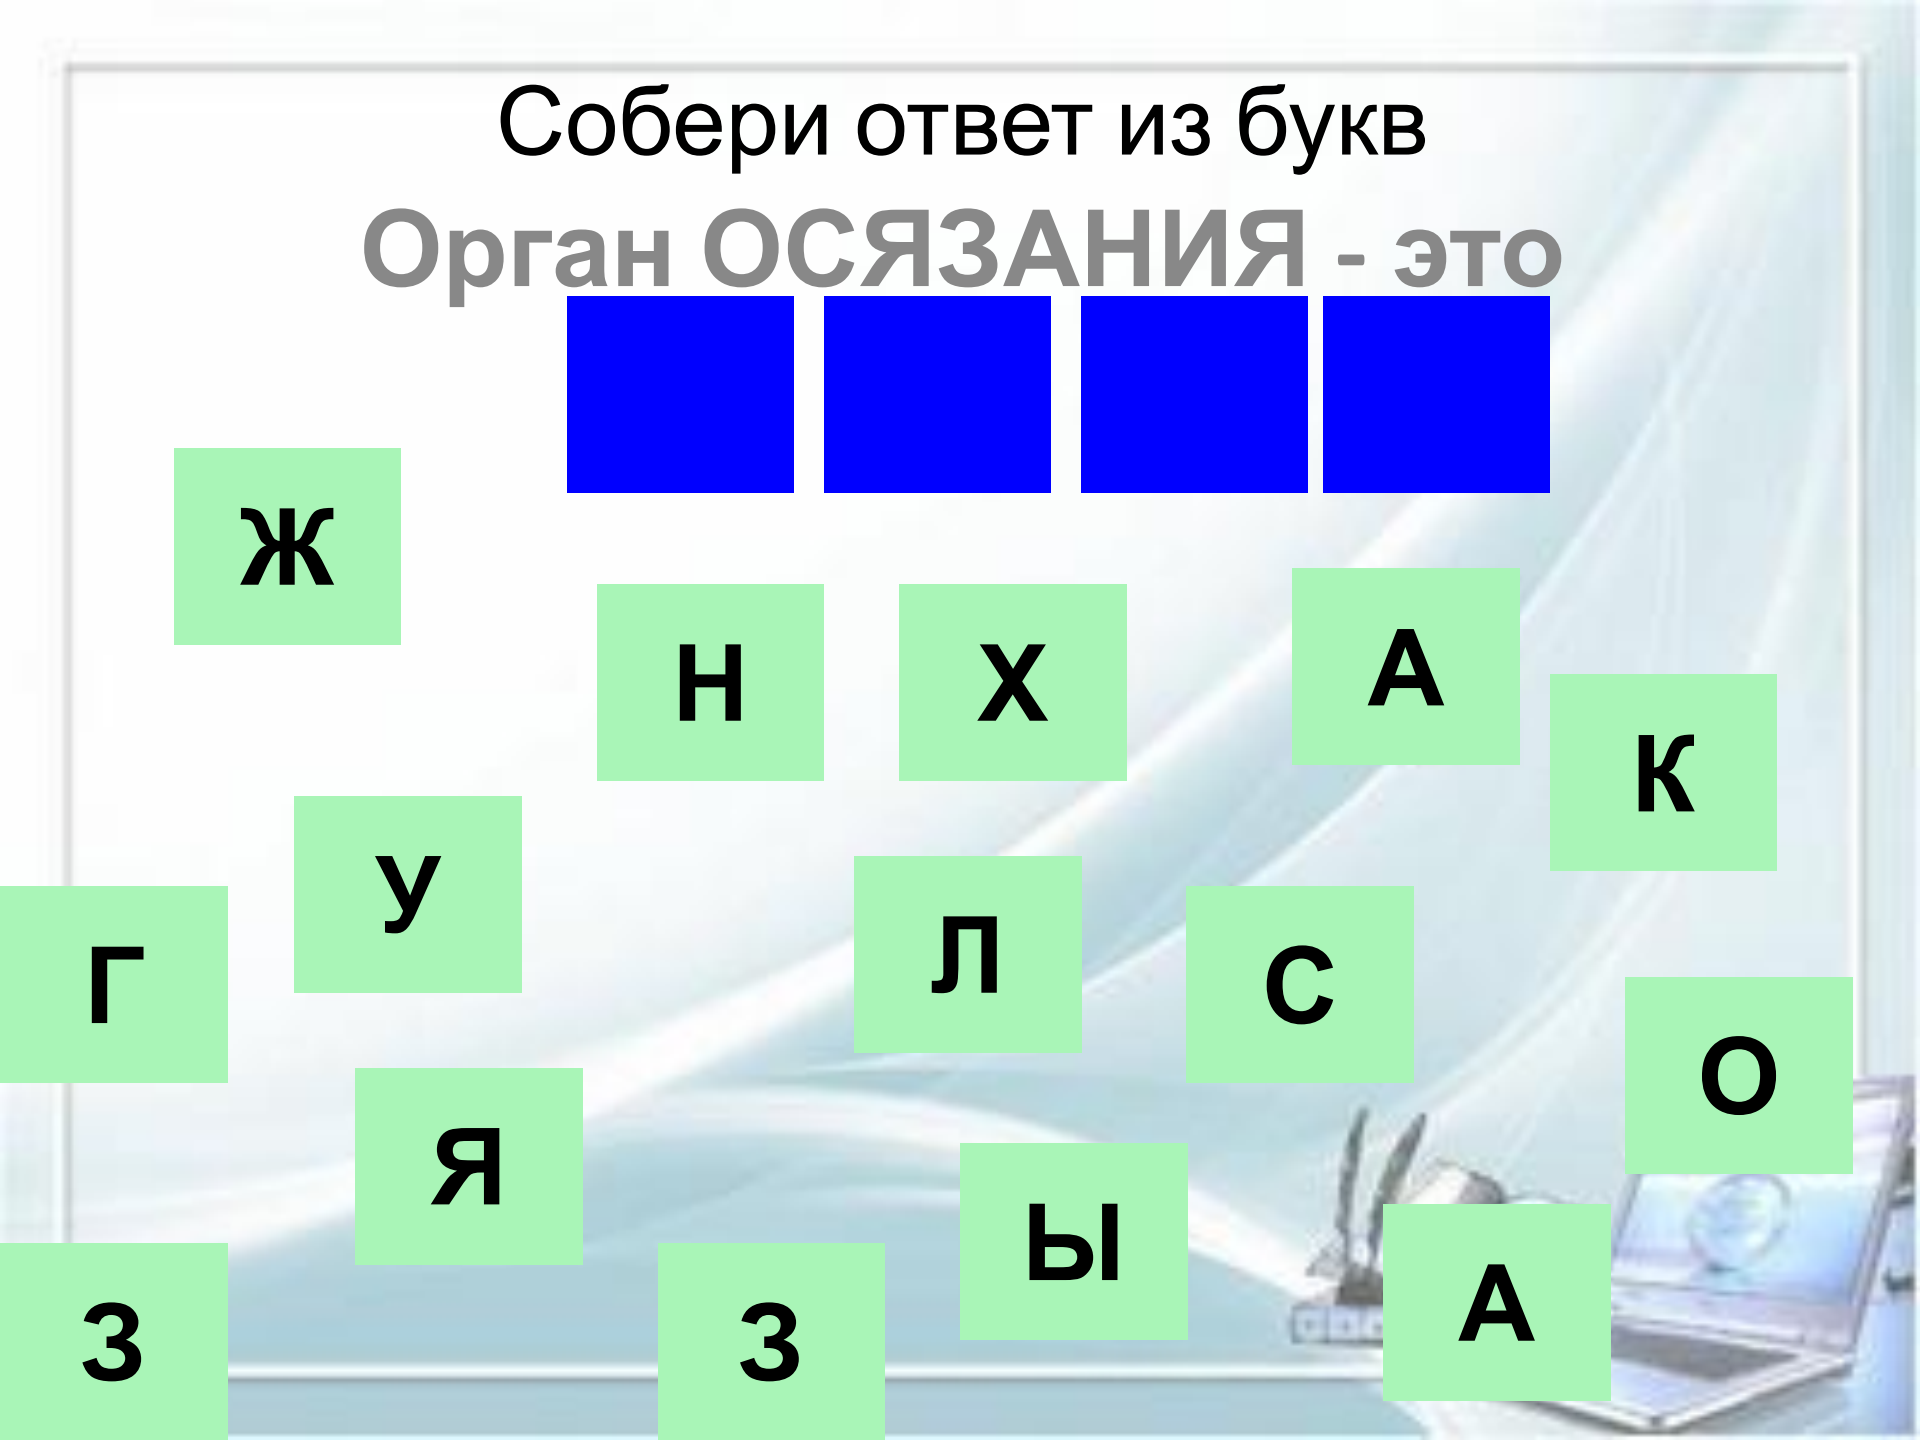 Собери ответ из букв
Орган ОСЯЗАНИЯ - это
Ж
Н Х А
К
У
Г Л С
О
Я
Ы
З З А